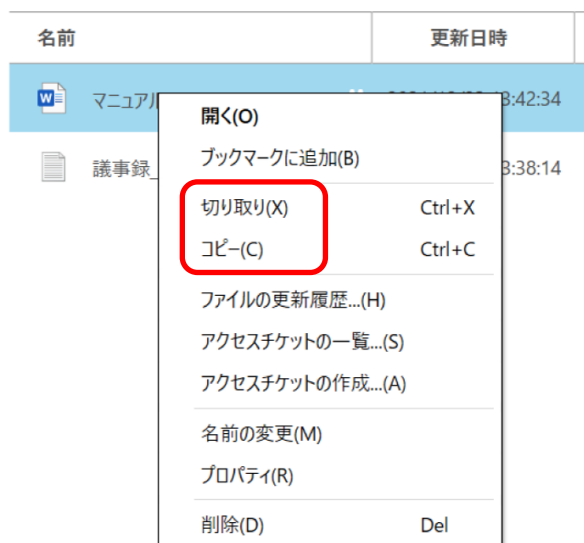 名前 更新日時
マニュアル 3:42:34
開く(O)
ブックマークに追加(B)
議事録_ 3:38:14
切り取り(X) Ctrl+X
コピー(C) Ctrl+C
ファイルの更新履歴...(H)
アクセスチケットの一覧...(S)
アクセスチケットの作成...(A)
名前の変更(M)
プロパティ(R)
削除(D) Del